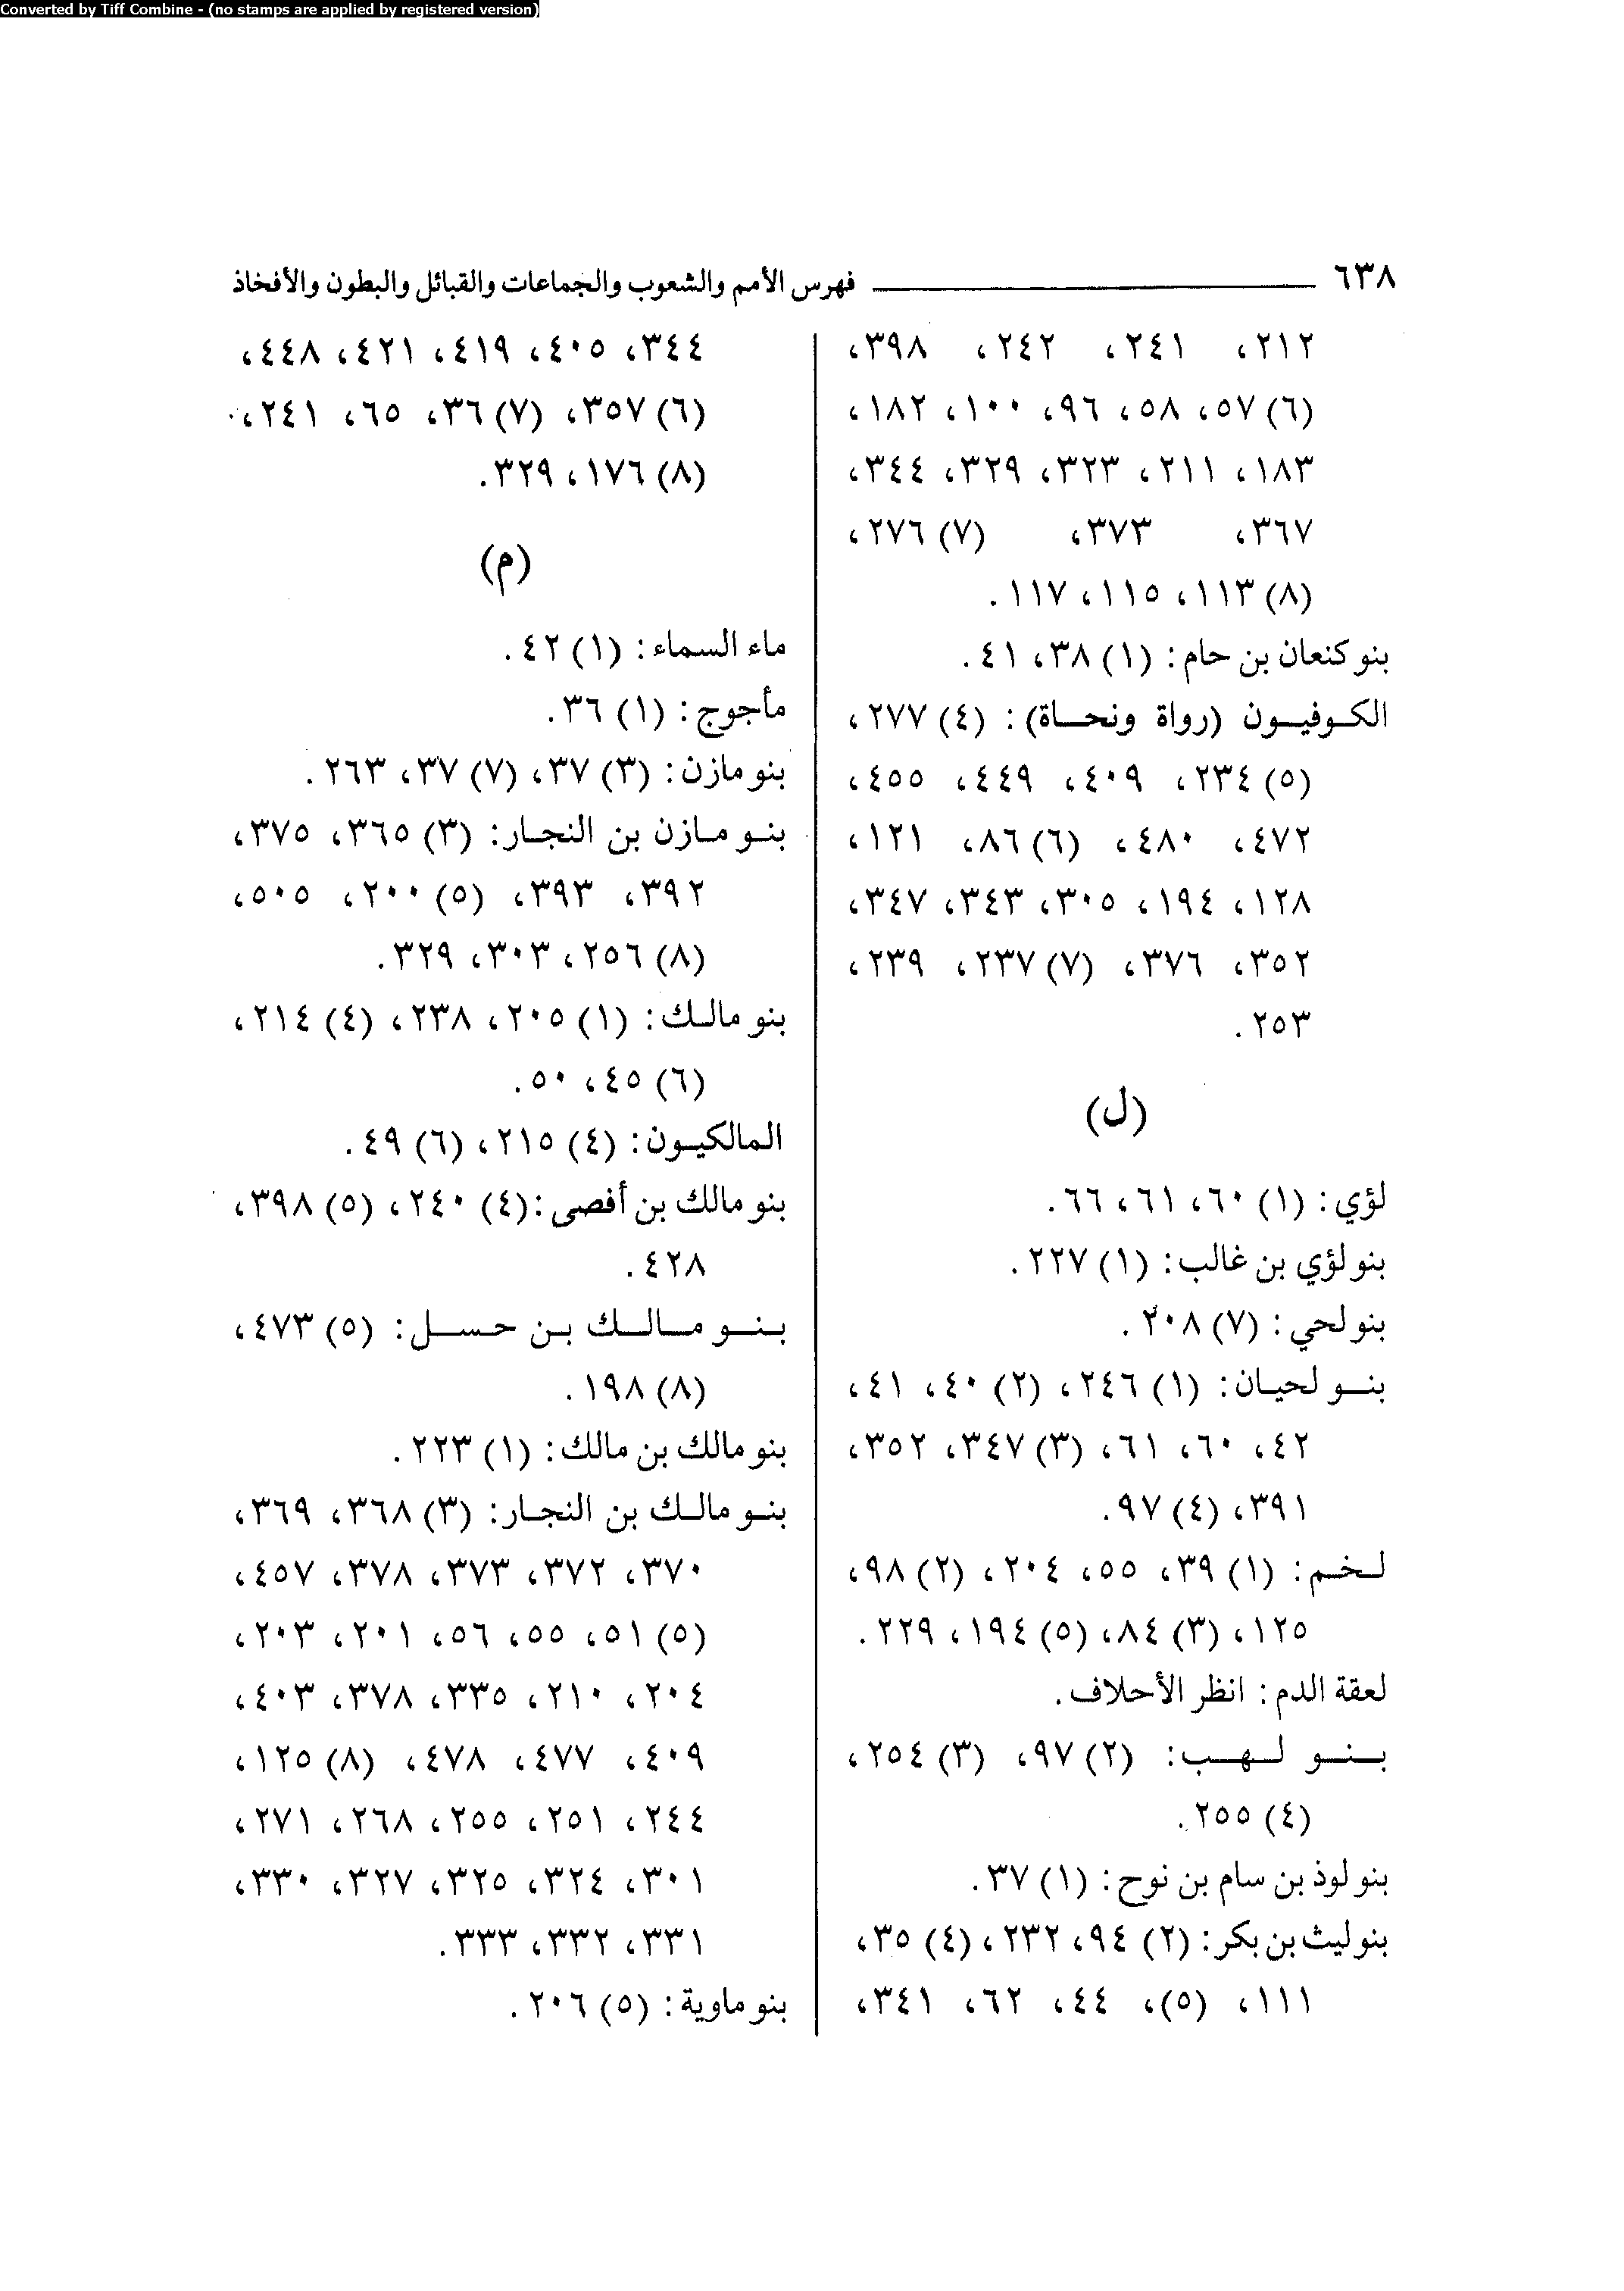 Converted by Tiff Combine - (no stamps are applied by registered version)
٦٣٨ فهرس الأمم والشعوب والجماعات والقبائل والبطون والأفخاذ
٢١٢، ٢٤١، ٢٤٢، ٣٩٨،
(٦) ٥٧، ٥٨، ٩٦، ١٠٠، ١٨٢،
١٨٣، ٢١١، ٣٢٣، ٣٢٩، ٣٤٤،
٣٦٧، ٣٧٣، (٧) ٢٧٦،
(٨) ١١٣، ١١٥، ١١٧.
بنو كنعان بن حام: (١) ٣٨، ٤١.
الكوفيون (رواة ونحاة): (٤) ٢٧٧،
(٥) ٢٣٤، ٤٠٩، ٤٤٩، ٤٥٥،
٤٧٢، ٤٨٠، (٦) ٨٦، ١٢١،
١٢٨، ١٩٤، ٣٠٥، ٣٤٣، ٣٤٧،
٣٥٢، ٣٧٦، (٧) ٢٣٧، ٢٣٩،
٢٥٣.
(ل)
لؤي: (١) ٦٠، ٦١، ٦٦.
بنو لؤي بن غالب: (١) ٢٢٧.
بنو لحي: (٧) ٢٠٨.
بنو لحيان: (١) ٢٤٦، (٢) ٤٠، ٤١،
٤٢، ٦٠، ٦١، (٣) ٣٤٧، ٣٥٢،
٣٩١، (٤) ٩٧.
لخم: (١) ٣٩، ٥٥، ٢٠٤، (٢) ٩٨،
١٢٥، (٣) ٨٤، (٥) ١٩٤، ٢٢٩.
لعقة الدم: انظر الأحلاف.
بنو لهب: (٢) ٩٧، (٣) ٢٥٤،
(٤) ٢٥٥.
بنو لوذ بن سام بن نوح: (١) ٣٧.
بنو ليث بن بكر: (٢) ٩٤، ٢٣٢، (٤) ٣٥،
١١١، (٥)، ٤٤، ٦٢، ٣٤١،
٣٤٤، ٤٠٥، ٤١٩، ٤٢١، ٤٤٨،
(٦) ٣٥٧، (٧) ٣٦، ٦٥، ٢٤١،
(٨) ١٧٦، ٣٢٩.
(م)
ماء السماء: (١) ٤٢.
مأجوج: (١) ٣٦.
بنو مازن: (٣) ٣٧، (٧) ٣٧، ٢٦٣.
بنو مازن بن النجار: (٣) ٣٦٥، ٣٧٥،
٣٩٢، ٣٩٣، (٥) ٢٠٠، ٥٠٥،
(٨) ٢٥٦، ٣٠٣، ٣٢٩.
بنو مالك: (١) ٢٠٥، ٢٣٨، (٤) ٢١٤،
(٦) ٤٥، ٥٠.
المالكيون: (٤) ٢١٥، (٦) ٤٩.
بنو مالك بن أفصى: (٤) ٢٤٠، (٥) ٣٩٨،
٤٢٨.
بنو مالك بن حسل: (٥) ٤٧٣،
(٨) ١٩٨.
بنو مالك بن مالك: (١) ٢٢٣.
بنو مالك بن النجار: (٣) ٣٦٨، ٣٦٩،
٣٧٠، ٣٧٢، ٣٧٣، ٣٧٨، ٤٥٧،
(٥) ٥١، ٥٥، ٥٦، ٢٠١، ٢٠٣،
٢٠٤، ٢١٠، ٣٣٥، ٣٧٨، ٤٠٣،
٤٠٩، ٤٧٧، ٤٧٨، (٨) ١٢٥،
٢٤٤، ٢٥١، ٢٥٥، ٢٦٨، ٢٧١،
٣٠١، ٣٢٤، ٣٢٥، ٣٢٧، ٣٣٠،
٣٣١، ٣٣٢، ٣٣٣.
بنو ماوية: (٥) ٢٠٦.